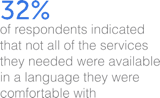 32%
of respondents indicated
that not all of the services
they needed were available
in a language they were
comfortable with